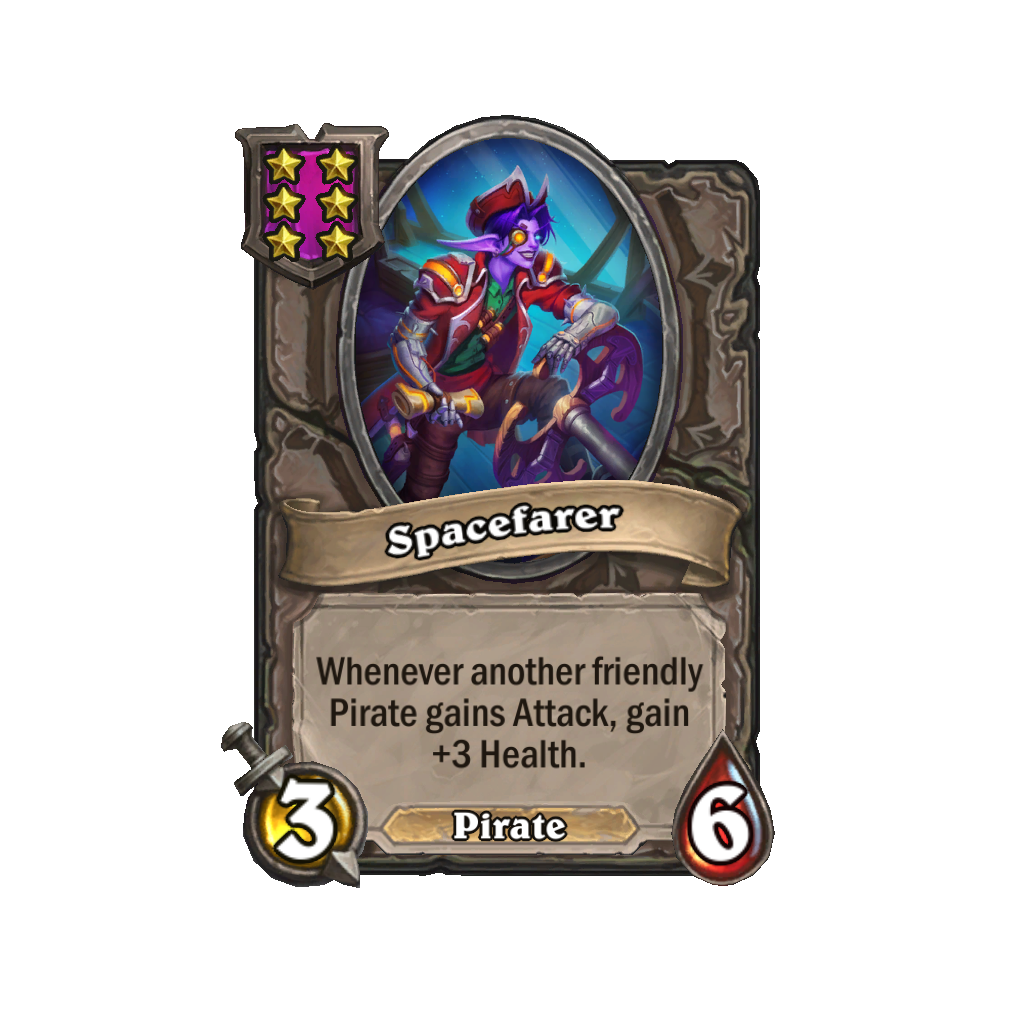 Spacefarer
Whenever another friendly
Pirate gains Attack, gain
+3 Health.
3
Pirate
6